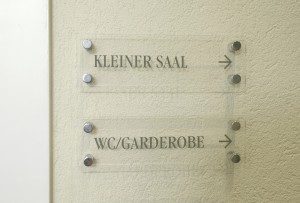 KLEINER SAAL →
WC/GARDEROBE →